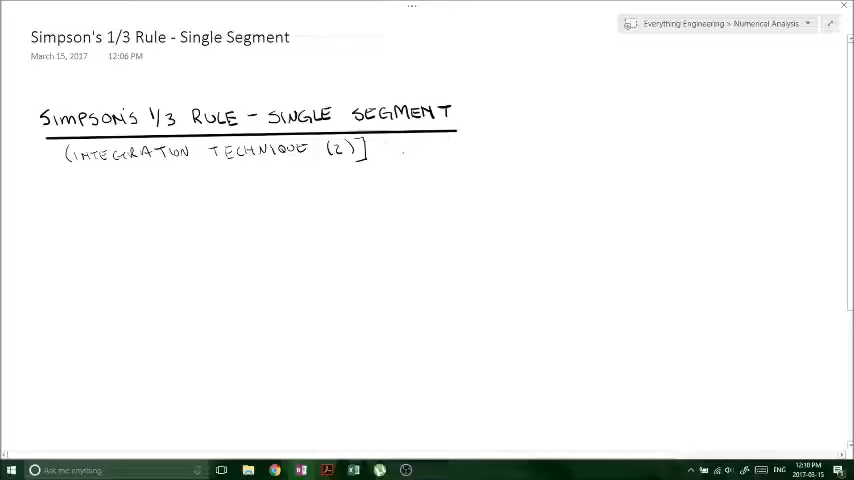 ...
Everything Engineering > Numerical Analysis
Simpson's 1/3 Rule - Single Segment
March 15, 2017 12:06 PM
SIMPSON'S 1/3 RULE - SINGLE SEGMENT
(INTEGRATION TECHNIQUE (2)]
Ask me anything
ENG
12:10 PM
2017-03-15